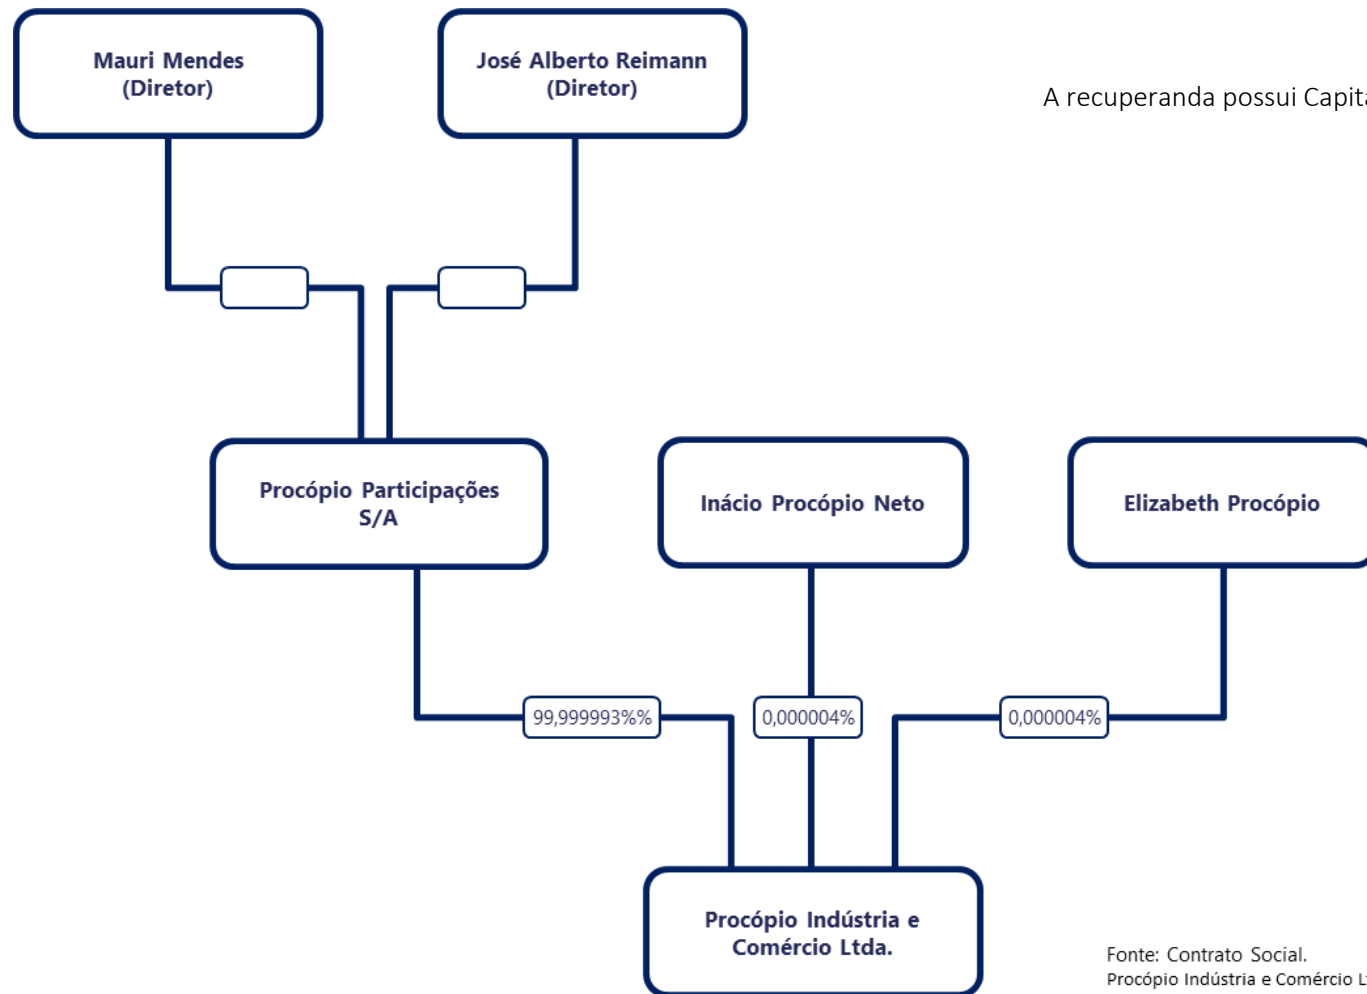 Mauri Mendes
(Diretor)
José Alberto Reimann
(Diretor)
A recuperanda possui
Procópio Participações
S/A
Inácio Procópio Neto
Elizabeth Procópio
99,999993%%
0,000004%
0,000004%
Procópio Indústria e
Comércio Ltda.
Fonte: Contrato Social.
Procópio Indústria e Comércio